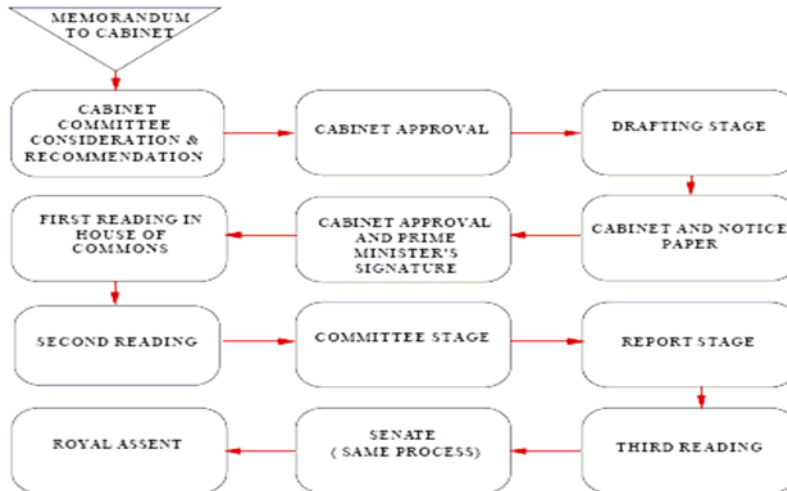 MEMORANDUM
TO CABINET
CABINET
COMMITTEE
CONSIDERATION &
RECOMMENDATION
CABINET APPROVAL
DRAFTING STAGE
CABINET AND NOTICE
PAPER
CABINET APPROVAL
AND PRIME
MINISTER'S
SIGNATURE
FIRST READING IN
HOUSE OF
COMMONS
SECOND READING
COMMITTEE STAGE
REPORT STAGE
THIRD READING
SENATE
( SAME PROCESS)
ROYAL ASSENT